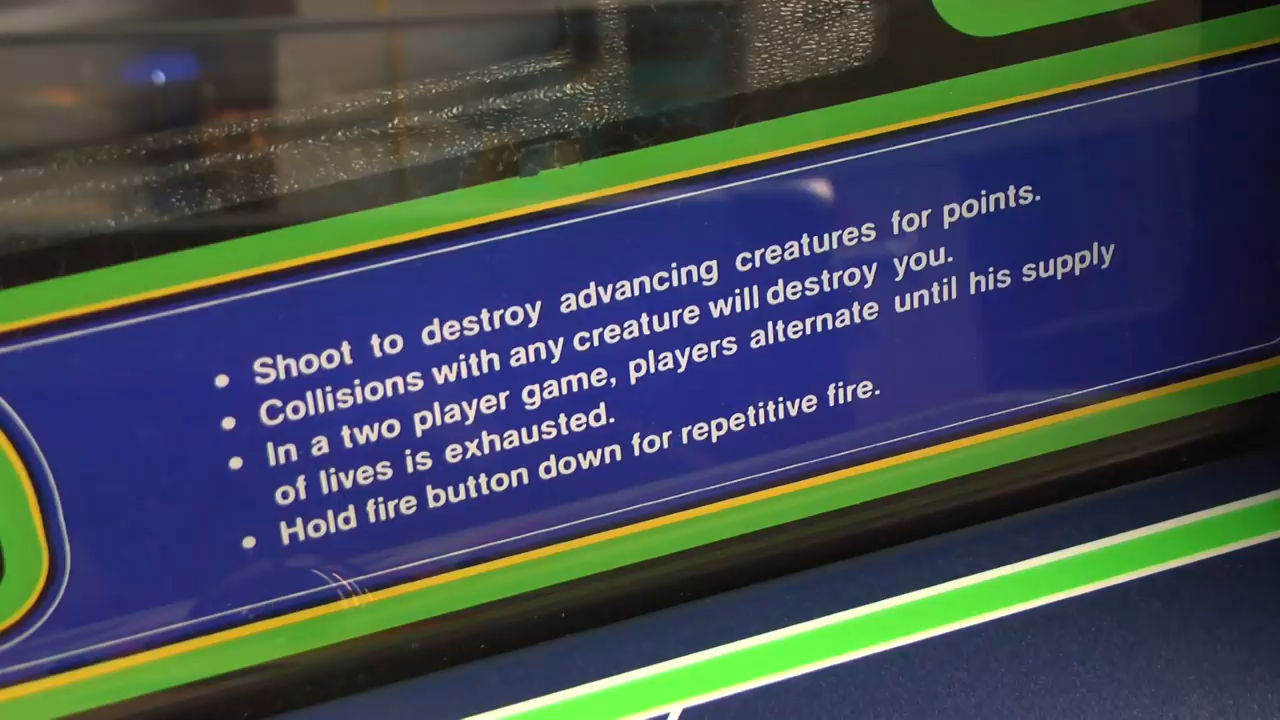 • Shoot to destroy advancing creatures for points.
• Collisions with any creature will destroy you.
• In a two player game, players alternate until his supply
of lives is exhausted.
• Hold fire button down for repetitive fire.